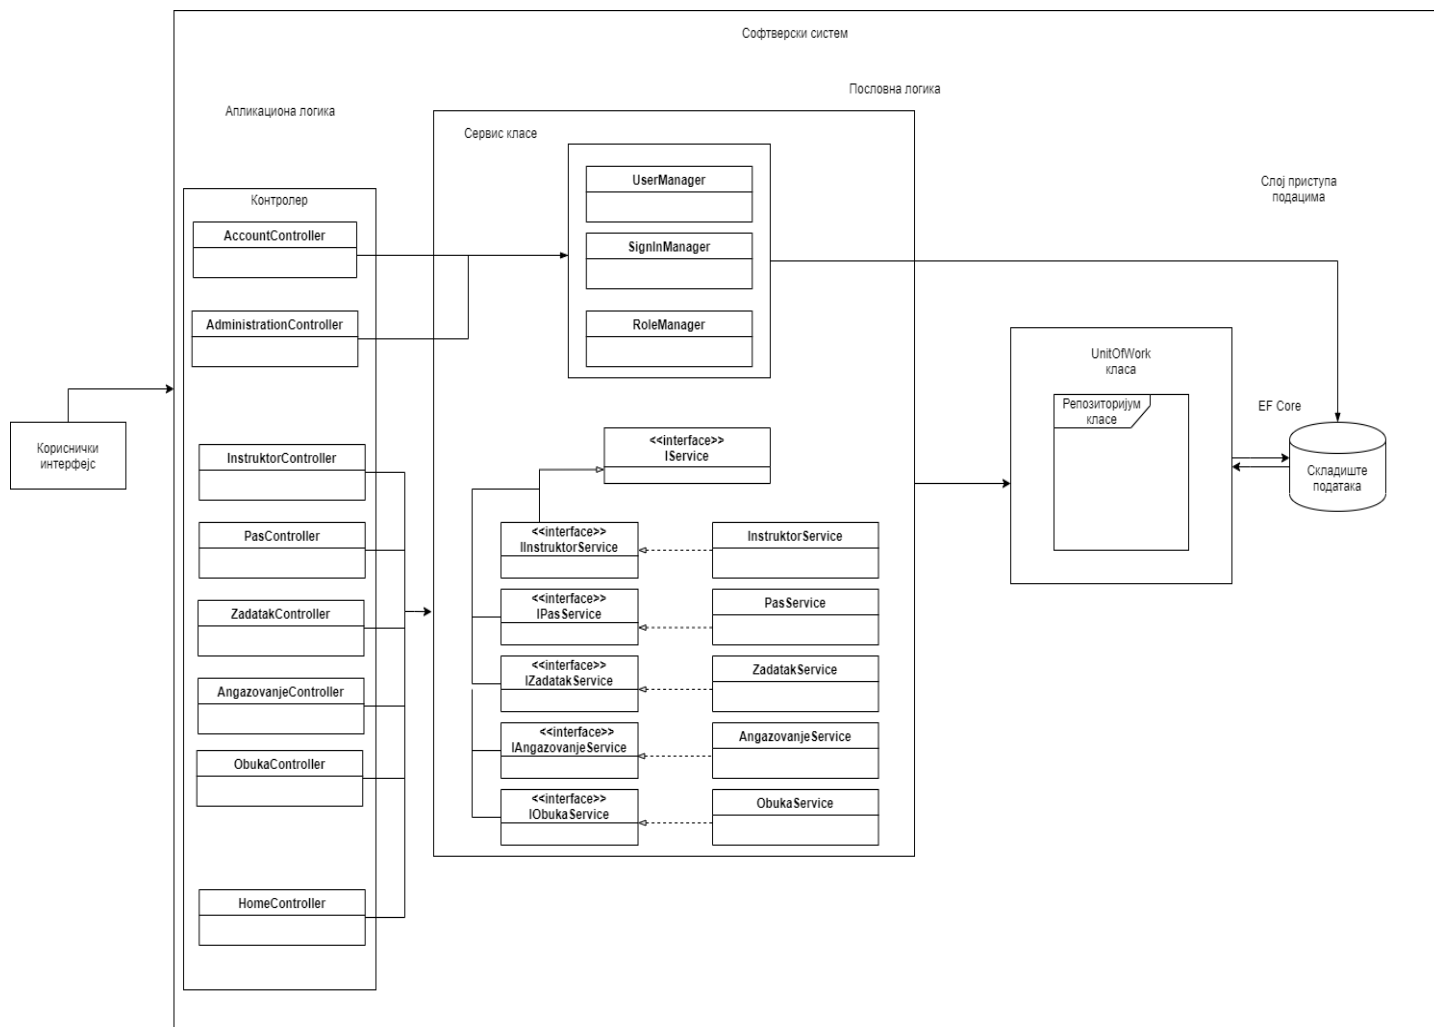 Софтверски систем
Пословна логика
Апликациона логика
Сервис класе
UserManager
SignInManager
RoleManager
Слој приступа
подацима
Контролер
AccountController
AdministrationController
InstruktorController
PasController
ZadatakController
AngazovanjeController
ObukaController
HomeController
Кориснички
интерфејс
<<interface>>
IService
<<interface>>
IInstruktorService
InstruktorService
<<interface>>
IPasService
PasService
<<interface>>
IZadatakService
ZadatakService
<<interface>>
IAngazovanjeService
AngazovanjeService
<<interface>>
IObukaService
ObukaService
UnitOfWork
класа
Репозиторијум
класе
EF Core
Складиште
података